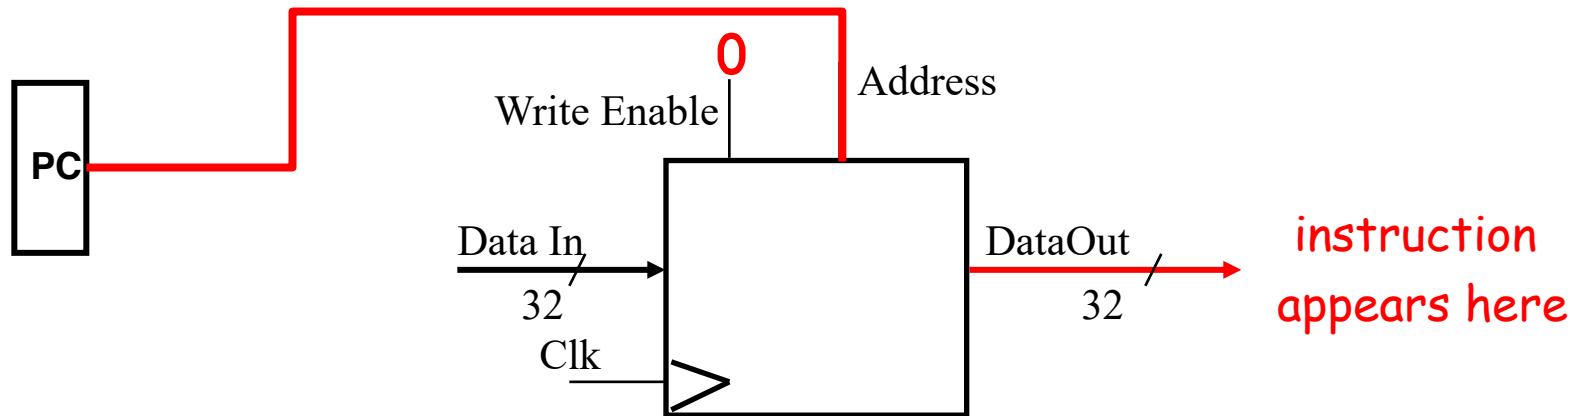 0
Address
Write Enable
PC
Data In
DataOut
instruction
32
32
appears here
Clk